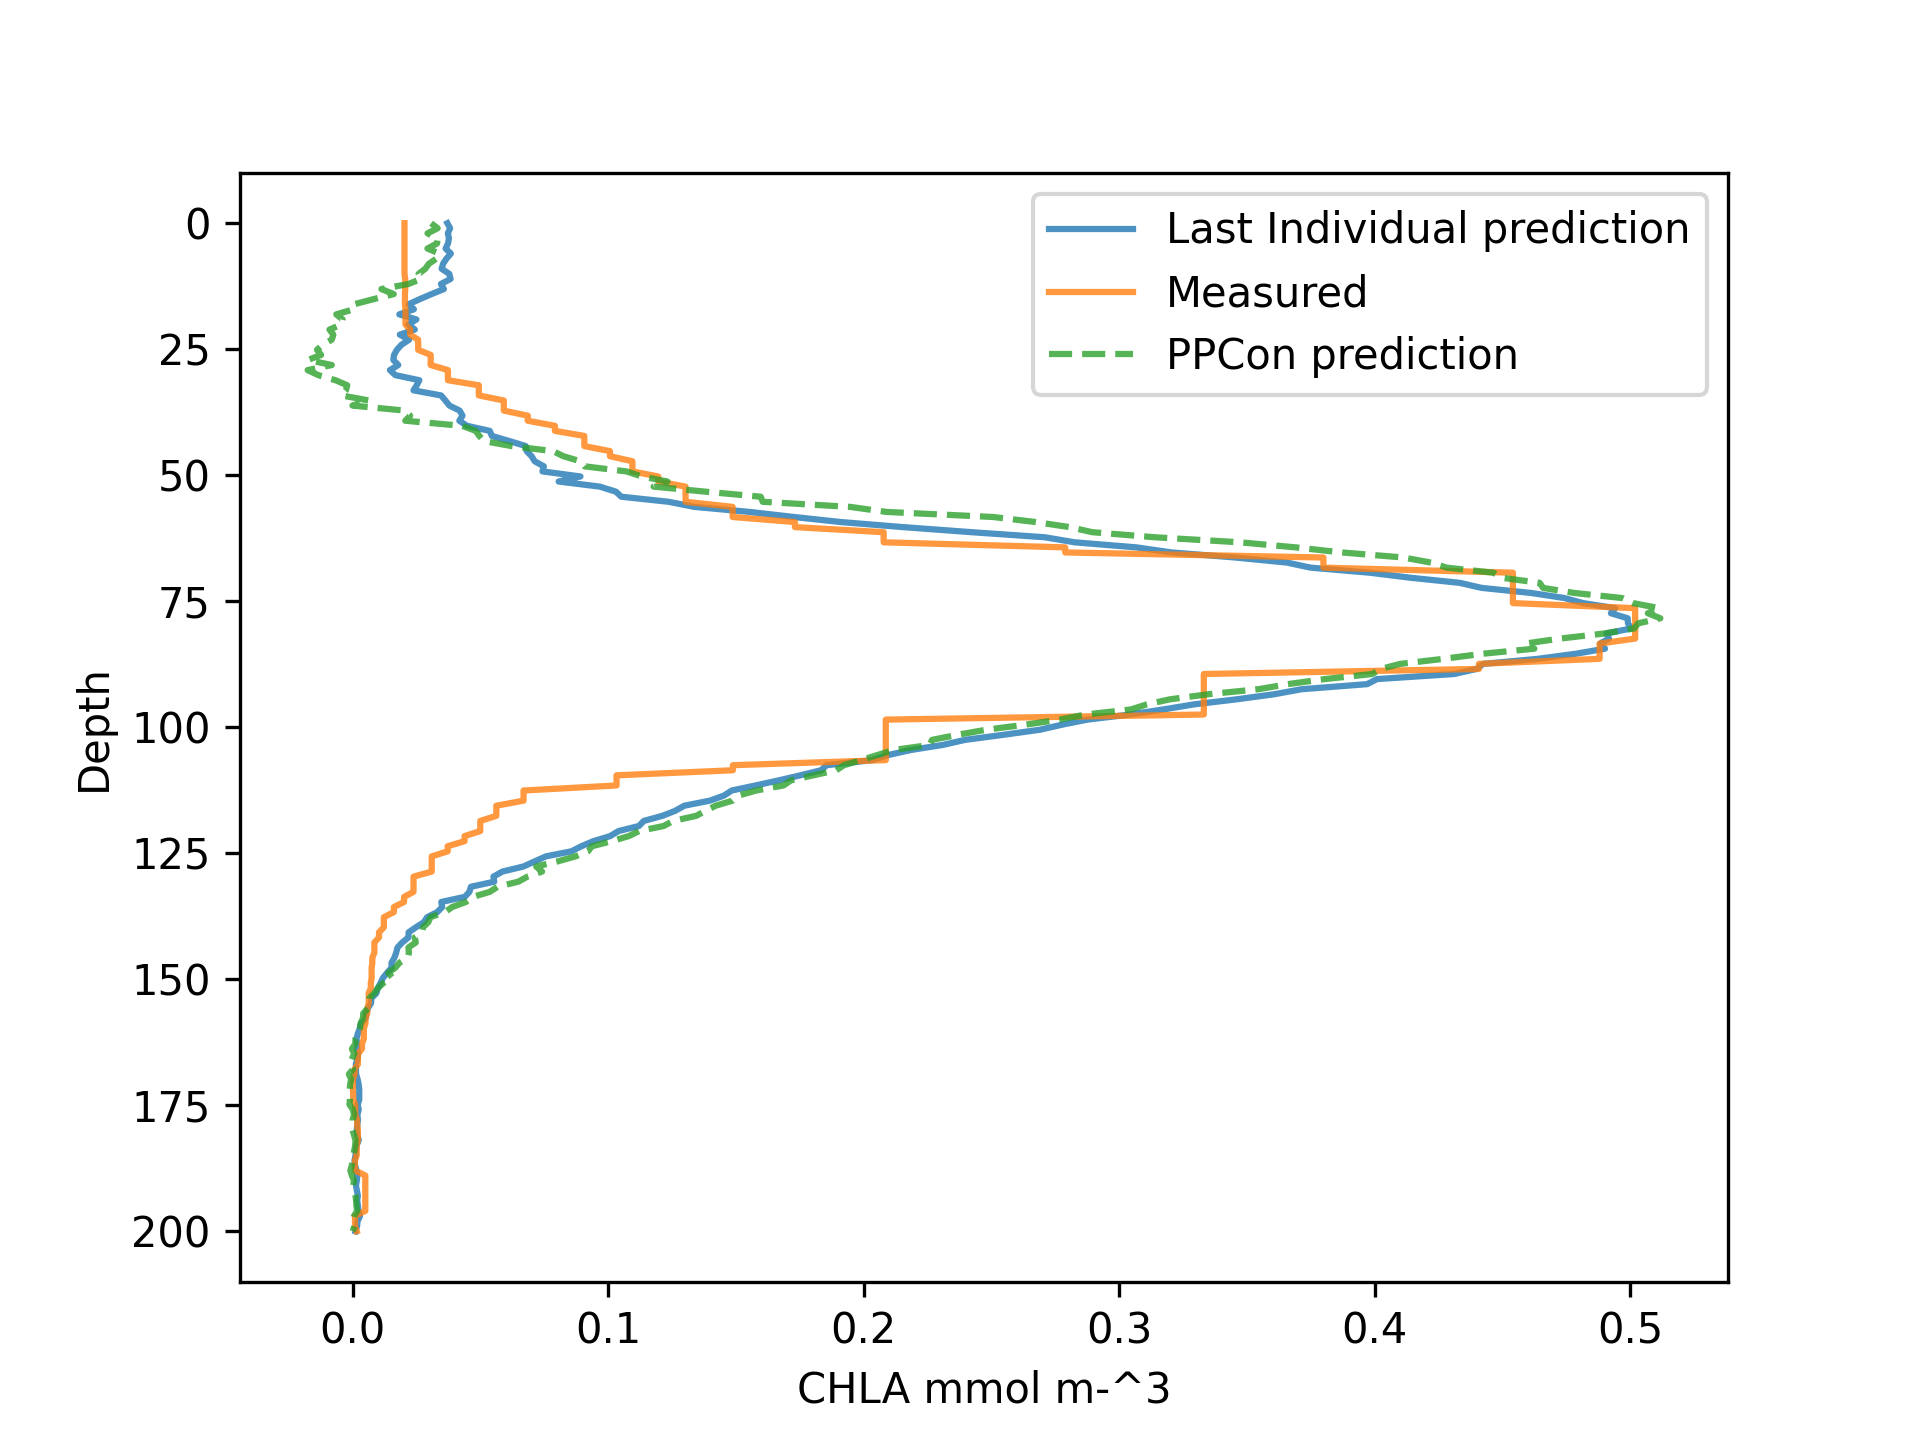 Last Individual prediction
Measured
PPCon prediction
0
25
50
75
100
125
150
175
200
Depth
0.0 0.1 0.2 0.3 0.4 0.5
CHLA mmol m-^3